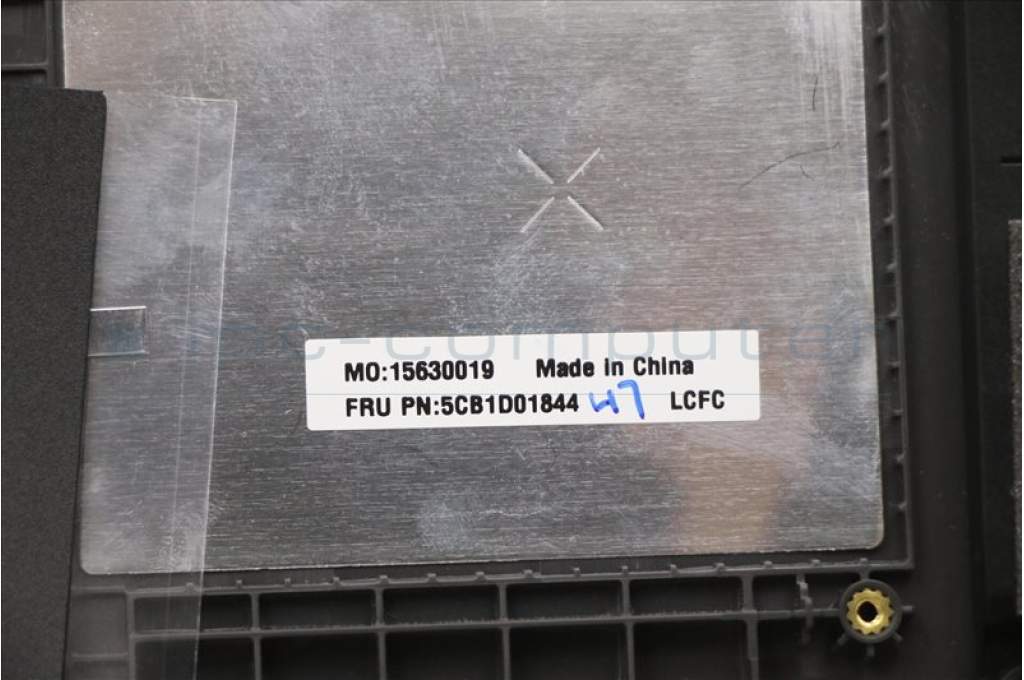 MO:15630019 Made In China
FRU PN:5CB1D01844 47 LCFC